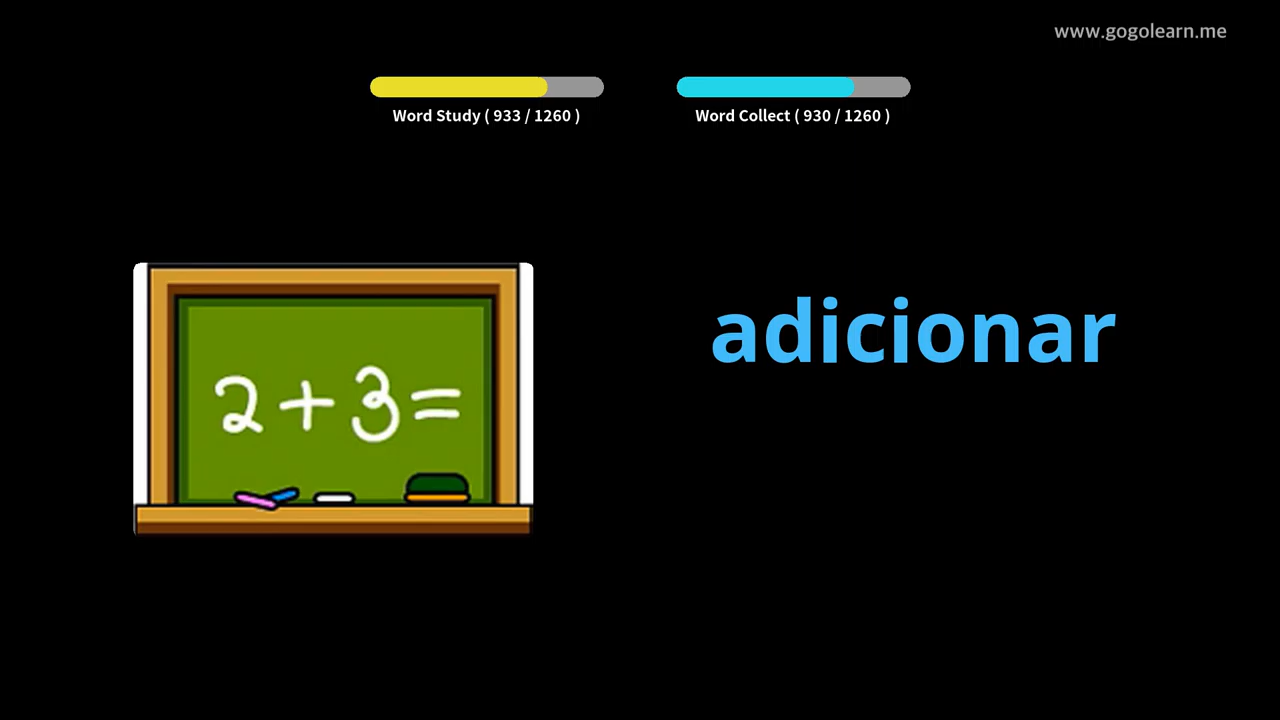 www.gogolearn.me
Word Study ( 933 / 1260 )
Word Collect ( 930 / 1260 )
adicionar
2 + 3 =